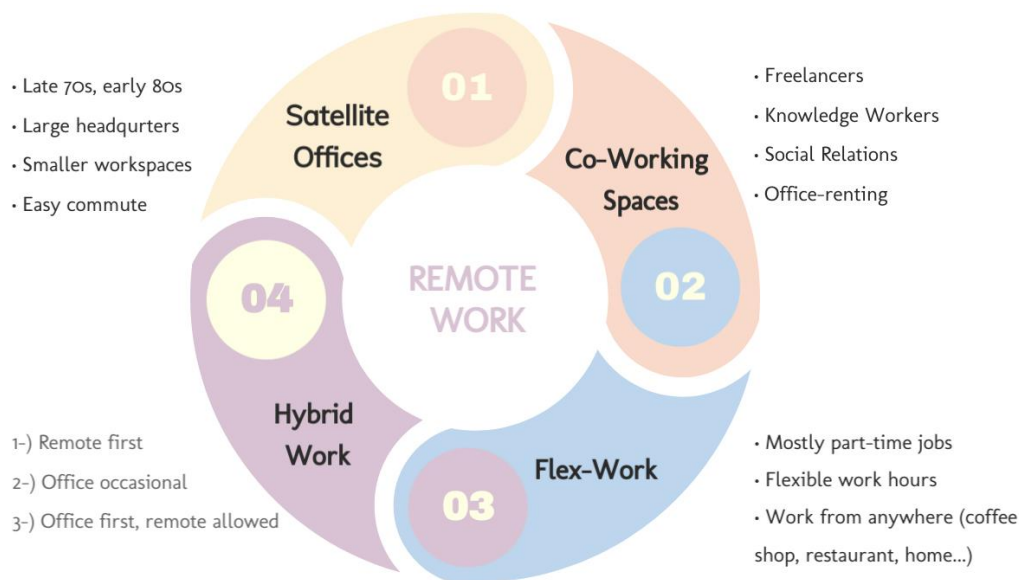 • Late 70s, early 80s
• Large headqurters
• Smaller workspaces
• Easy commute
01
Satellite
Offices
• Freelancers
• Knowledge Workers
• Social Relations
• Office-renting
Co-Working
Spaces
02
REMOTE
WORK
04
Hybrid
Work
1-) Remote first
2-) Office occasional
3-) Office first, remote allowed
Flex-Work
03
• Mostly part-time jobs
• Flexible work hours
• Work from anywhere (coffee
shop, restaurant, home...)